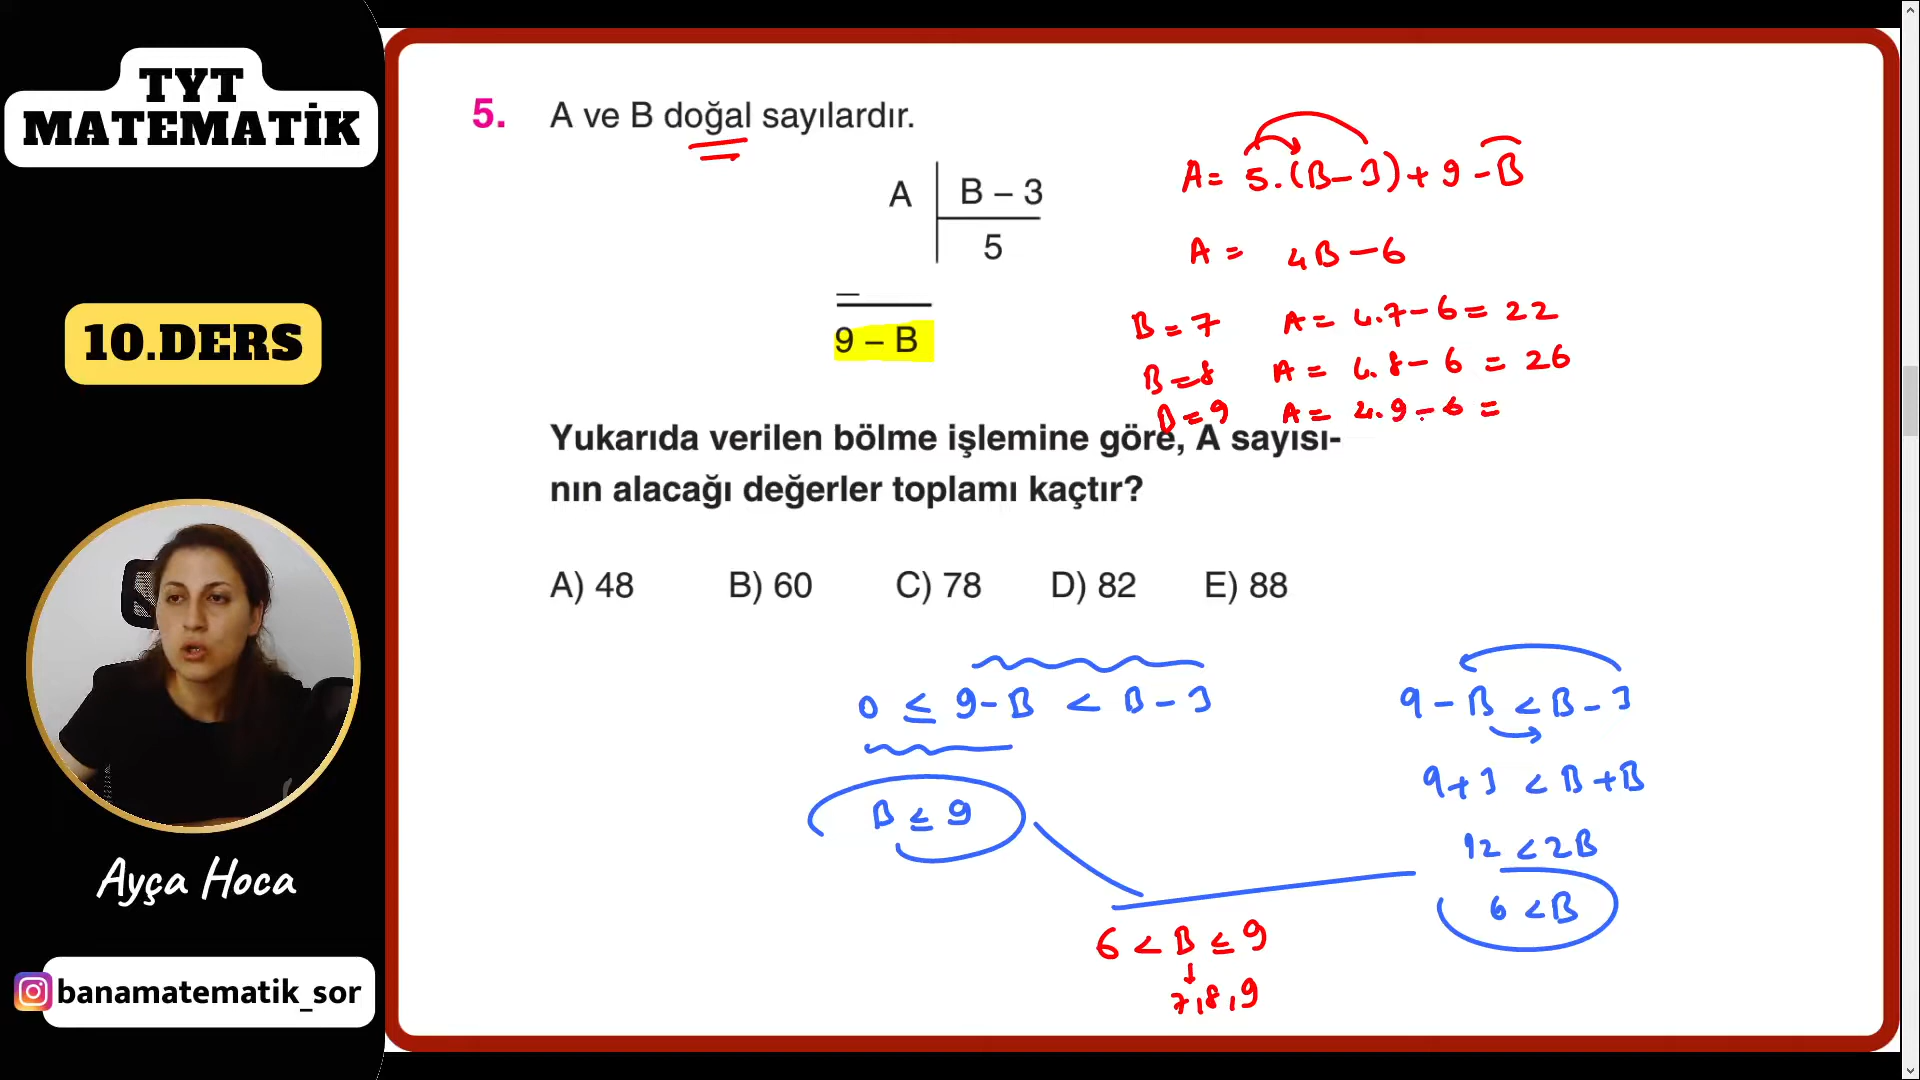 TYT
MATEMATİK
10.DERS
Ayça Hoca
banamatematik_sor
5. A ve B doğal sayılardır.
A B – 3
5
–
9 – B
Yukarıda verilen bölme işlemine göre, A sayısı-
nın alacağı değerler toplamı kaçtır?
A) 48 B) 60 C) 78 D) 82 E) 88
A = 5.(B – 3) + 9 – B
A = 4B – 6
B = 7 A = 4.7 – 6 = 22
B = 8 A = 4.8 – 6 = 26
B = 9 A = 4.9 – 6 =
0 ≤ 9 – B < B – 3
B ≤ 9
9 – B < B – 3
9 + 3 < B + B
12 < 2B
6 < B
6 < B ≤ 9
7, 8, 9